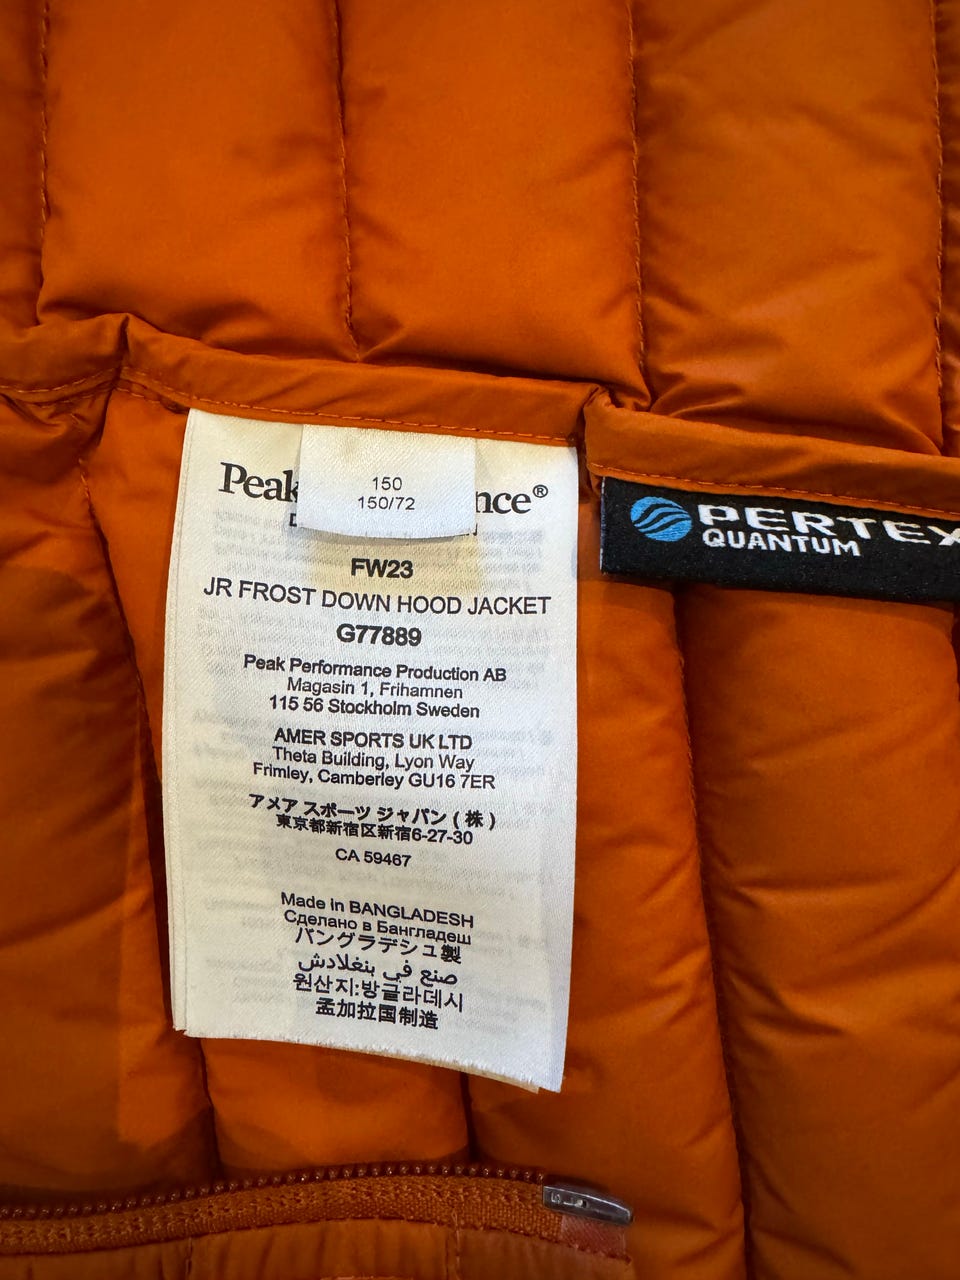 150
150/72
Peak nce®
FW23
JR FROST DOWN HOOD JACKET
G77889
Peak Performance Production AB
Magasin 1, Frihamnen
115 56 Stockholm Sweden
AMER SPORTS UK LTD
Theta Building, Lyon Way
Frimley, Camberley GU16 7ER
アメア スポーツ ジャパン ( 株 )
東京都新宿区新宿6-27-30
CA 59467
Made in BANGLADESH
Сделано в Бангладеш
バングラデシュ製
صنع في بنغلادش
원산지:방글라데시
孟加拉国制造
PERTEX
QUANTUM